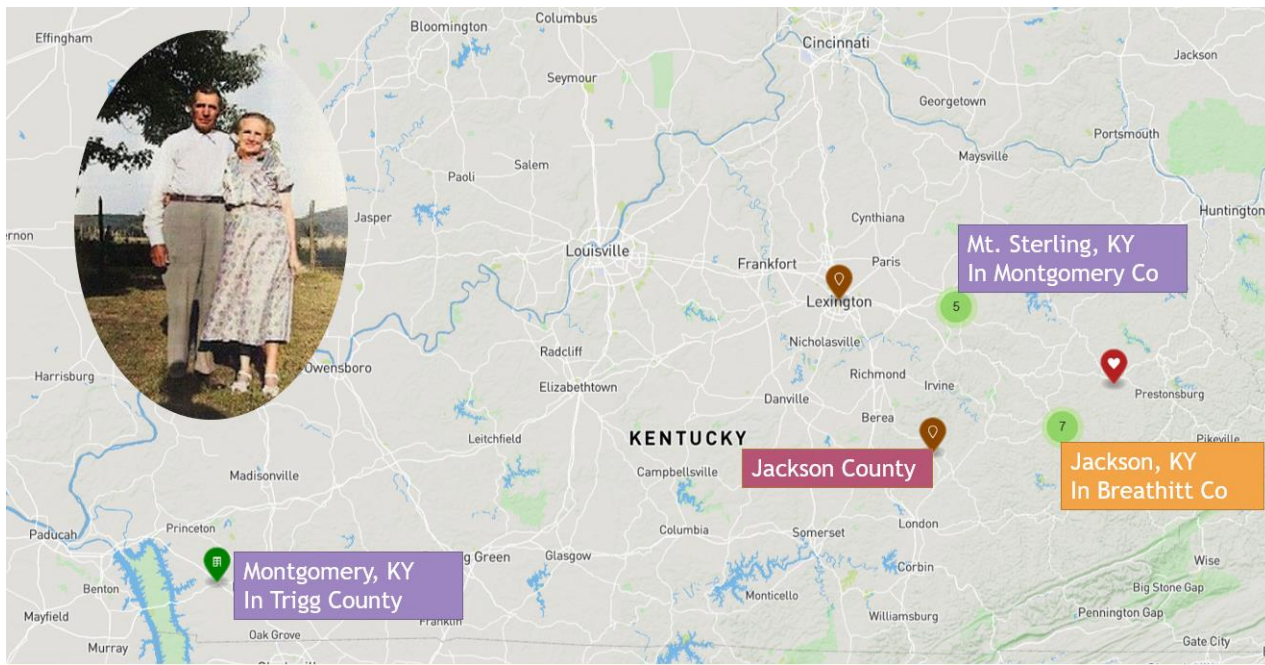 Effingham
Bloomington
Columbus
Cincinnati
Jackson
Seymour
Georgetown
Portsmouth
Maysville
Salem
Paoli
Huntington
Jasper
Cynthiana
Louisville
Frankfort
Paris
Mt. Sterling, KY
In Montgomery Co
Lexington
5
Nicholasville
Radcliff
Owensboro
Harrisburg
Elizabethtown
Richmond
Irvine
Danville
Prestonsburg
Berea
7
Leitchfield
KENTUCKY
Pikeville
Jackson County
Jackson, KY
In Breathitt Co
Campbellsville
Madisonville
Princeton
Paducah
Columbia
Somerset
London
Glasgow
g Green
Corbin
Wise
Montgomery, KY
In Trigg County
Benton
Big Stone Gap
Monticello
Mayfield
Williamsburg
Pennington Gap
Franklin
Oak Grove
Murray
Gate City